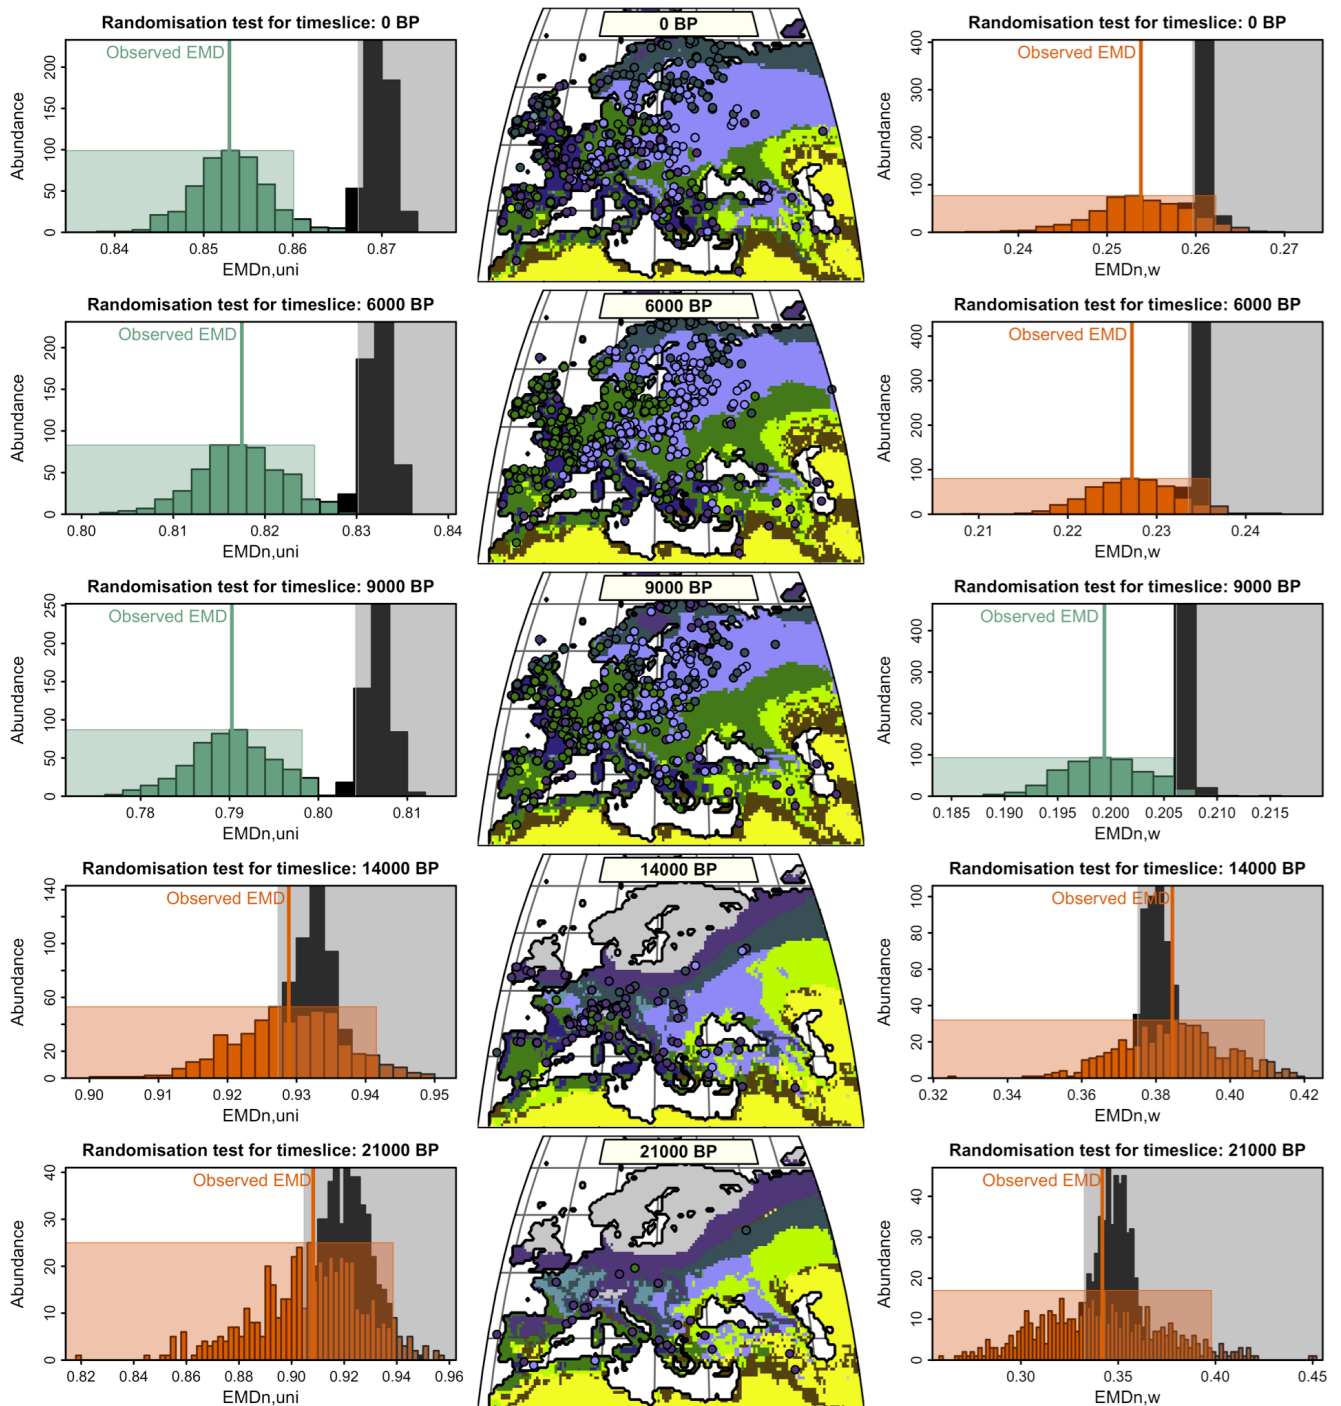 Randomisation test for timeslice: 0 BP
Observed EMD
Abundance
0 50 100 150 200
0.84 0.85 0.86 0.87
EMDn,uni
0 BP
Randomisation test for timeslice: 0 BP
Observed EMD
Abundance
0 100 200 300 400
0.24 0.25 0.26 0.27
EMDn,w
Randomisation test for timeslice: 6000 BP
Observed EMD
Abundance
0 50 100 150 200
0.80 0.81 0.82 0.83 0.84
EMDn,uni
6000 BP
Randomisation test for timeslice: 6000 BP
Observed EMD
Abundance
0 100 200 300 400
0.21 0.22 0.23 0.24
EMDn,w
Randomisation test for timeslice: 9000 BP
Observed EMD
Abundance
0 50 100 150 200 250
0.78 0.79 0.80 0.81
EMDn,uni
9000 BP
Randomisation test for timeslice: 9000 BP
Observed EMD
Abundance
0 100 200 300 400
0.185 0.190 0.195 0.200 0.205 0.210 0.215
EMDn,w
Randomisation test for timeslice: 14000 BP
Observed EMD
Abundance
0 20 60 100 140
0.90 0.91 0.92 0.93 0.94 0.95
EMDn,uni
14000 BP
Randomisation test for timeslice: 14000 BP
Observed EMD
Abundance
0 20 40 60 80 100
0.32 0.34 0.36 0.38 0.40 0.42
EMDn,w
Randomisation test for timeslice: 21000 BP
Observed EMD
Abundance
0 10 20 30 40
0.82 0.84 0.86 0.88 0.90 0.92 0.94 0.96
EMDn,uni
21000 BP
Randomisation test for timeslice: 21000 BP
Observed EMD
Abundance
0 10 20 30 40
0.30 0.35 0.40 0.45
EMDn,w